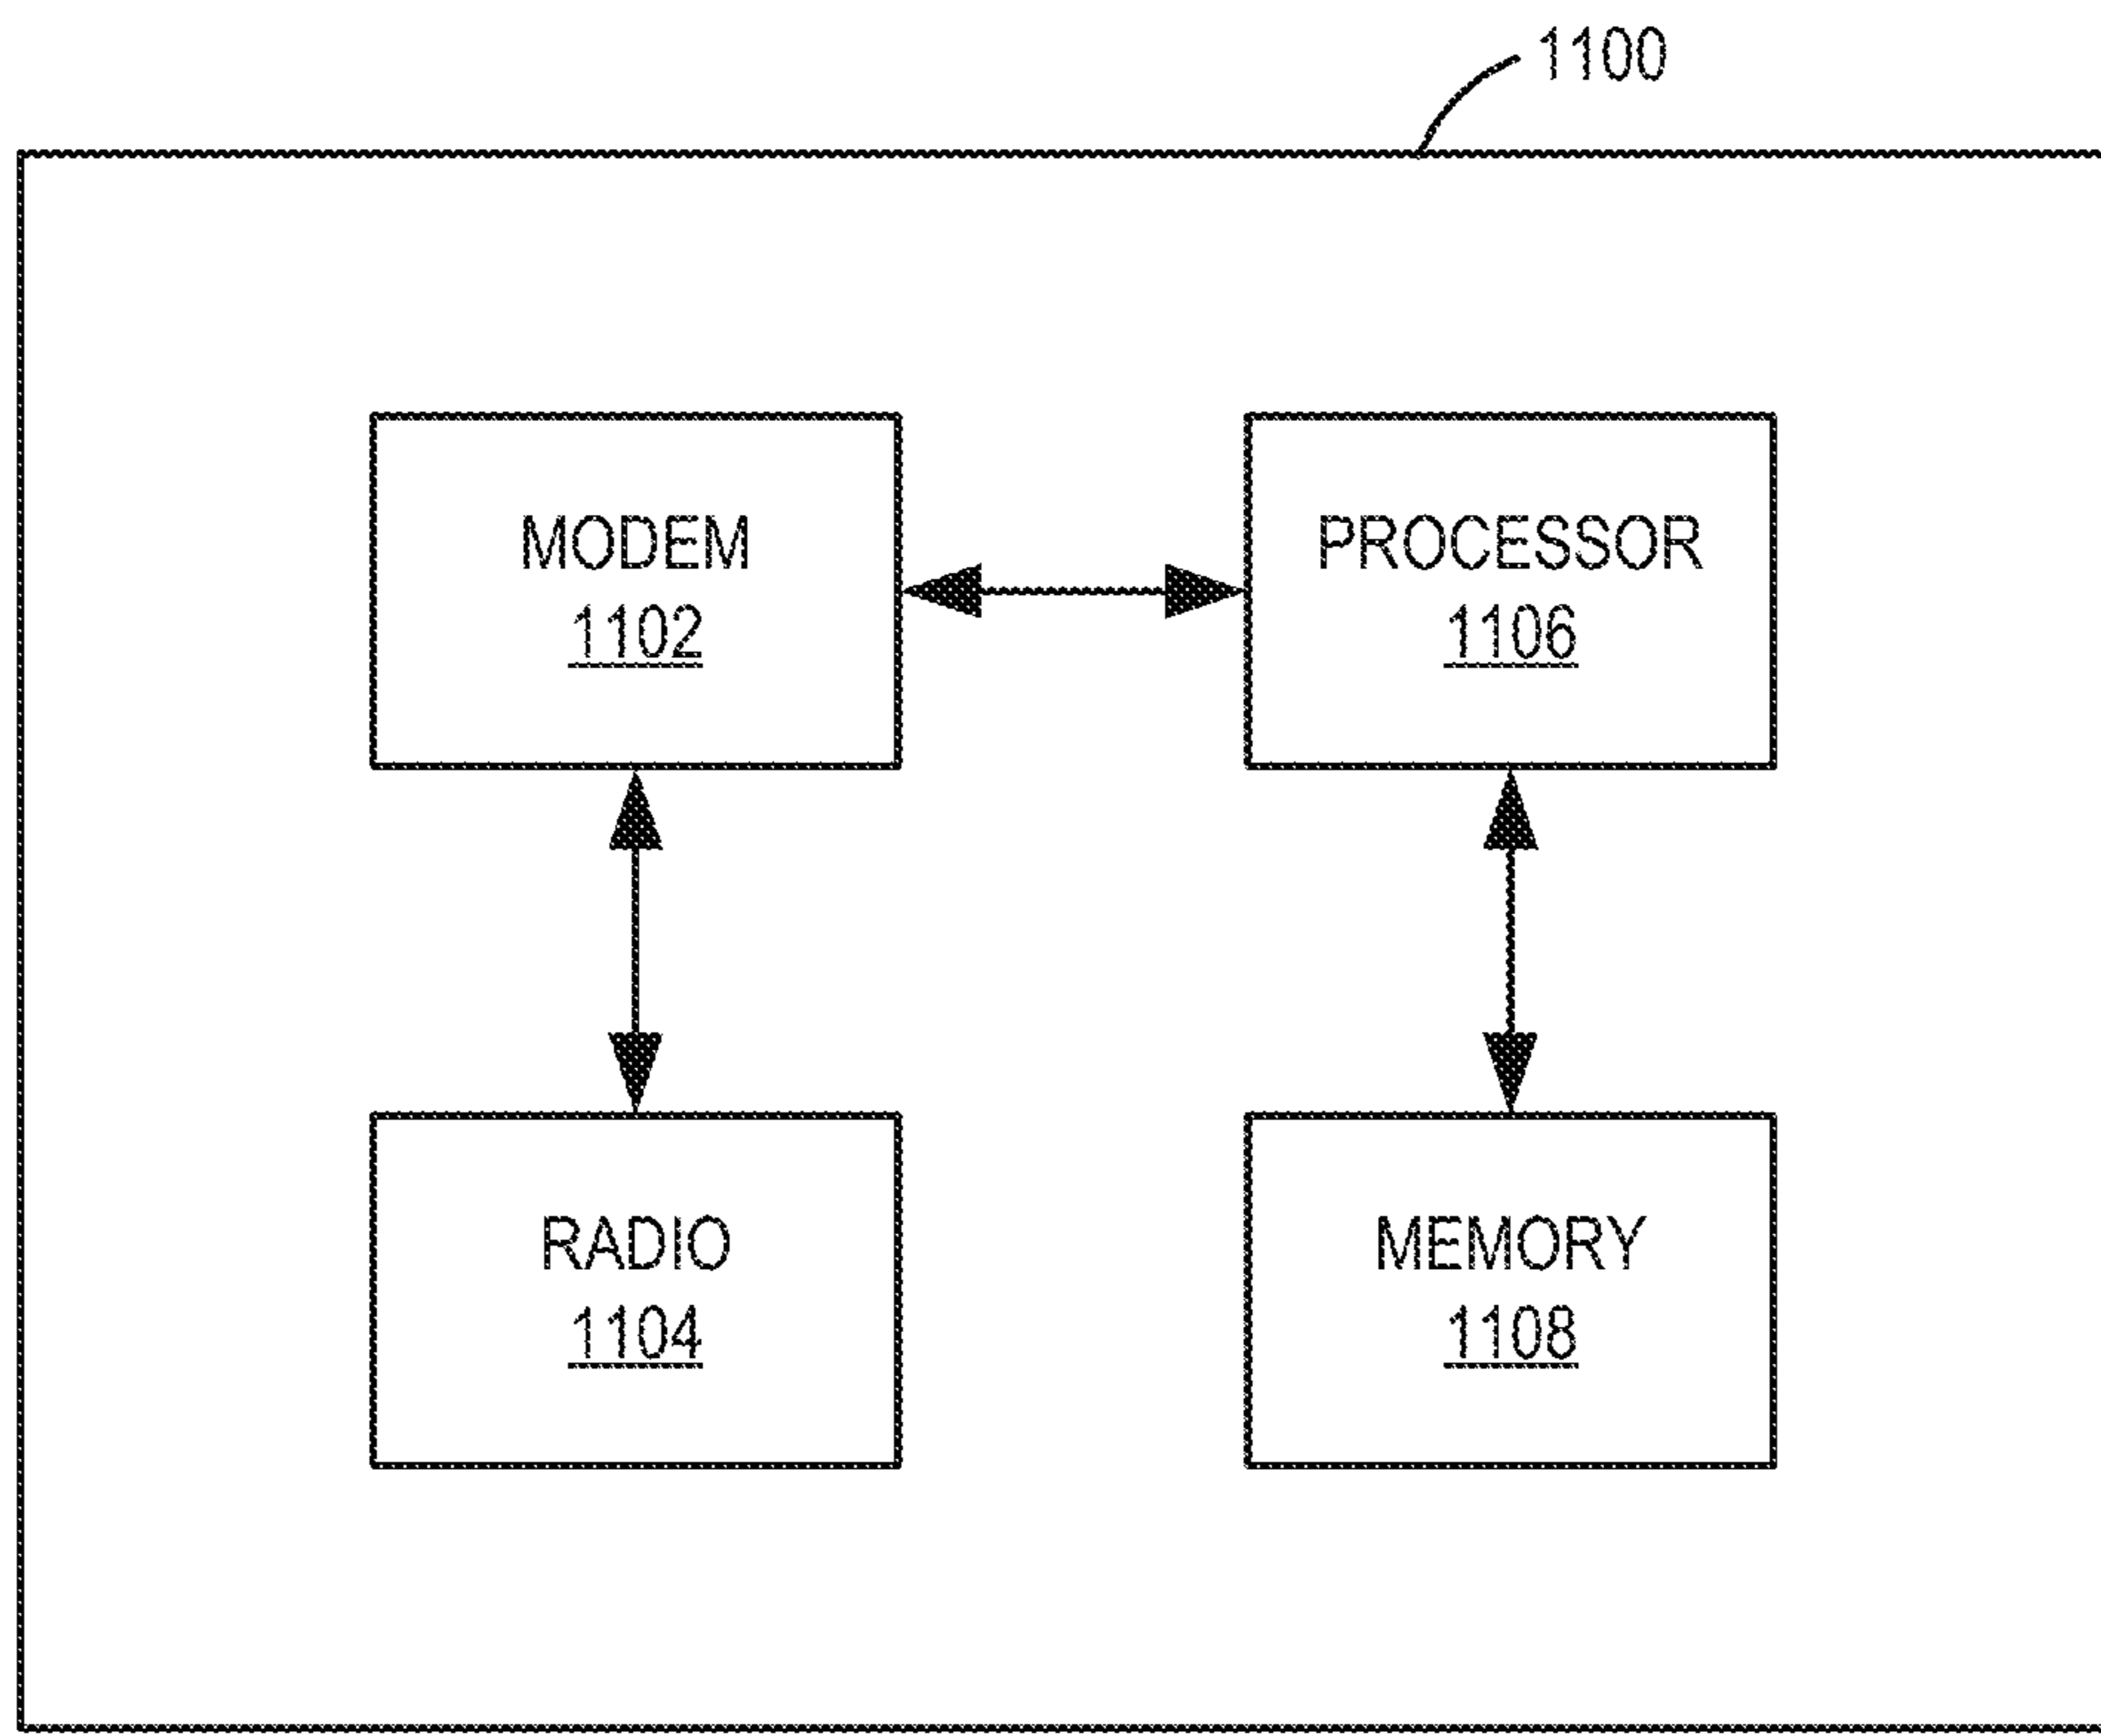 1100
MODEM
1102
PROCESSOR
1106
RADIO
1104
MEMORY
1108